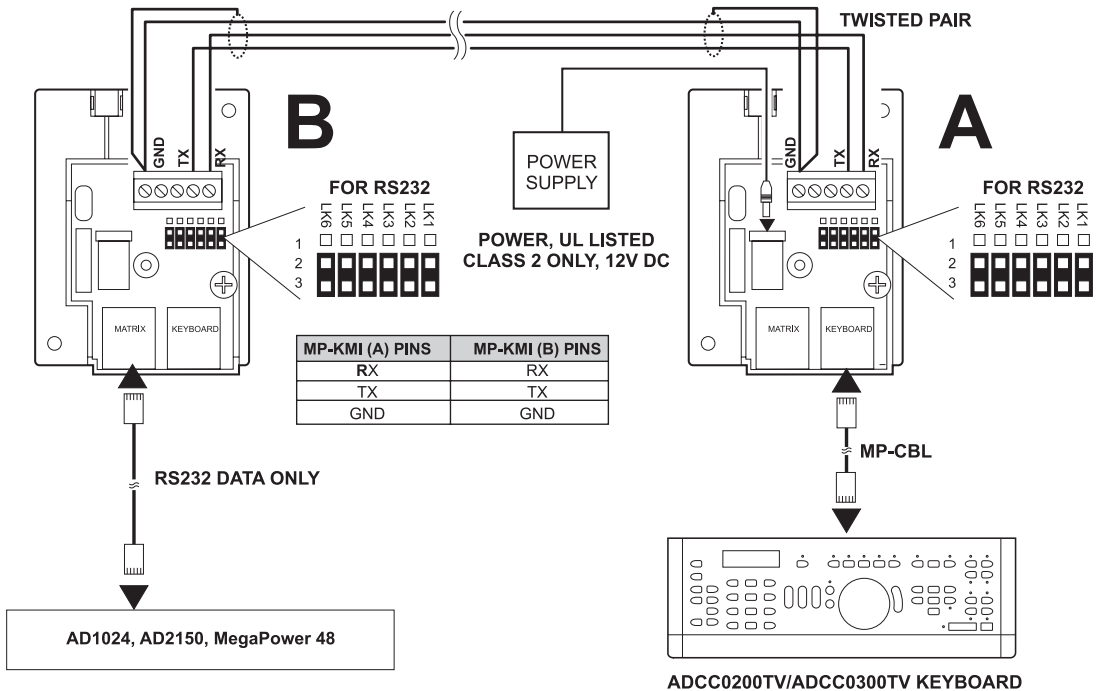 TWISTED PAIR
B
GND
TX
RX
FOR RS232
LK6
LK5
LK4
LK3
LK2
LK1
1
2
3
MATRIX
KEYBOARD
POWER
SUPPLY
POWER, UL LISTED
CLASS 2 ONLY, 12V DC
A
GND
TX
RX
FOR RS232
LK6
LK5
LK4
LK3
LK2
LK1
1
2
3
MATRIX
KEYBOARD
MP-KMI (A) PINS MP-KMI (B) PINS
RX RX
TX TX
GND GND
RS232 DATA ONLY
MP-CBL
AD1024, AD2150, MegaPower 48
ADCC0200TV/ADCC0300TV KEYBOARD